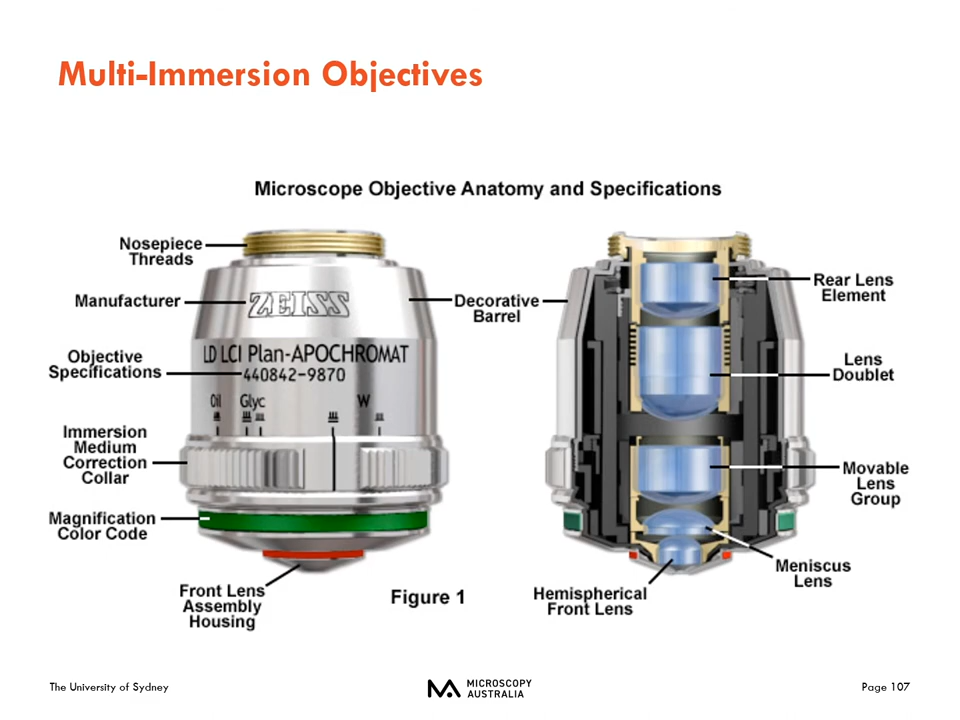 Multi-Immersion Objectives
Microscope Objective Anatomy and Specifications
Nosepiece
Threads
Manufacturer
Objective
Specifications
Immersion
Medium
Correction
Collar
Magnification
Color Code
Front Lens
Assembly
Housing
ZEISS
LD LCI Plan-APOCHROMAT
440842-9870
Oil Glyc W
Decorative
Barrel
Figure 1
Rear Lens
Element
Lens
Doublet
Movable
Lens
Group
Meniscus
Lens
Hemispherical
Front Lens
The University of Sydney
MICROSCOPY
AUSTRALIA
Page 107